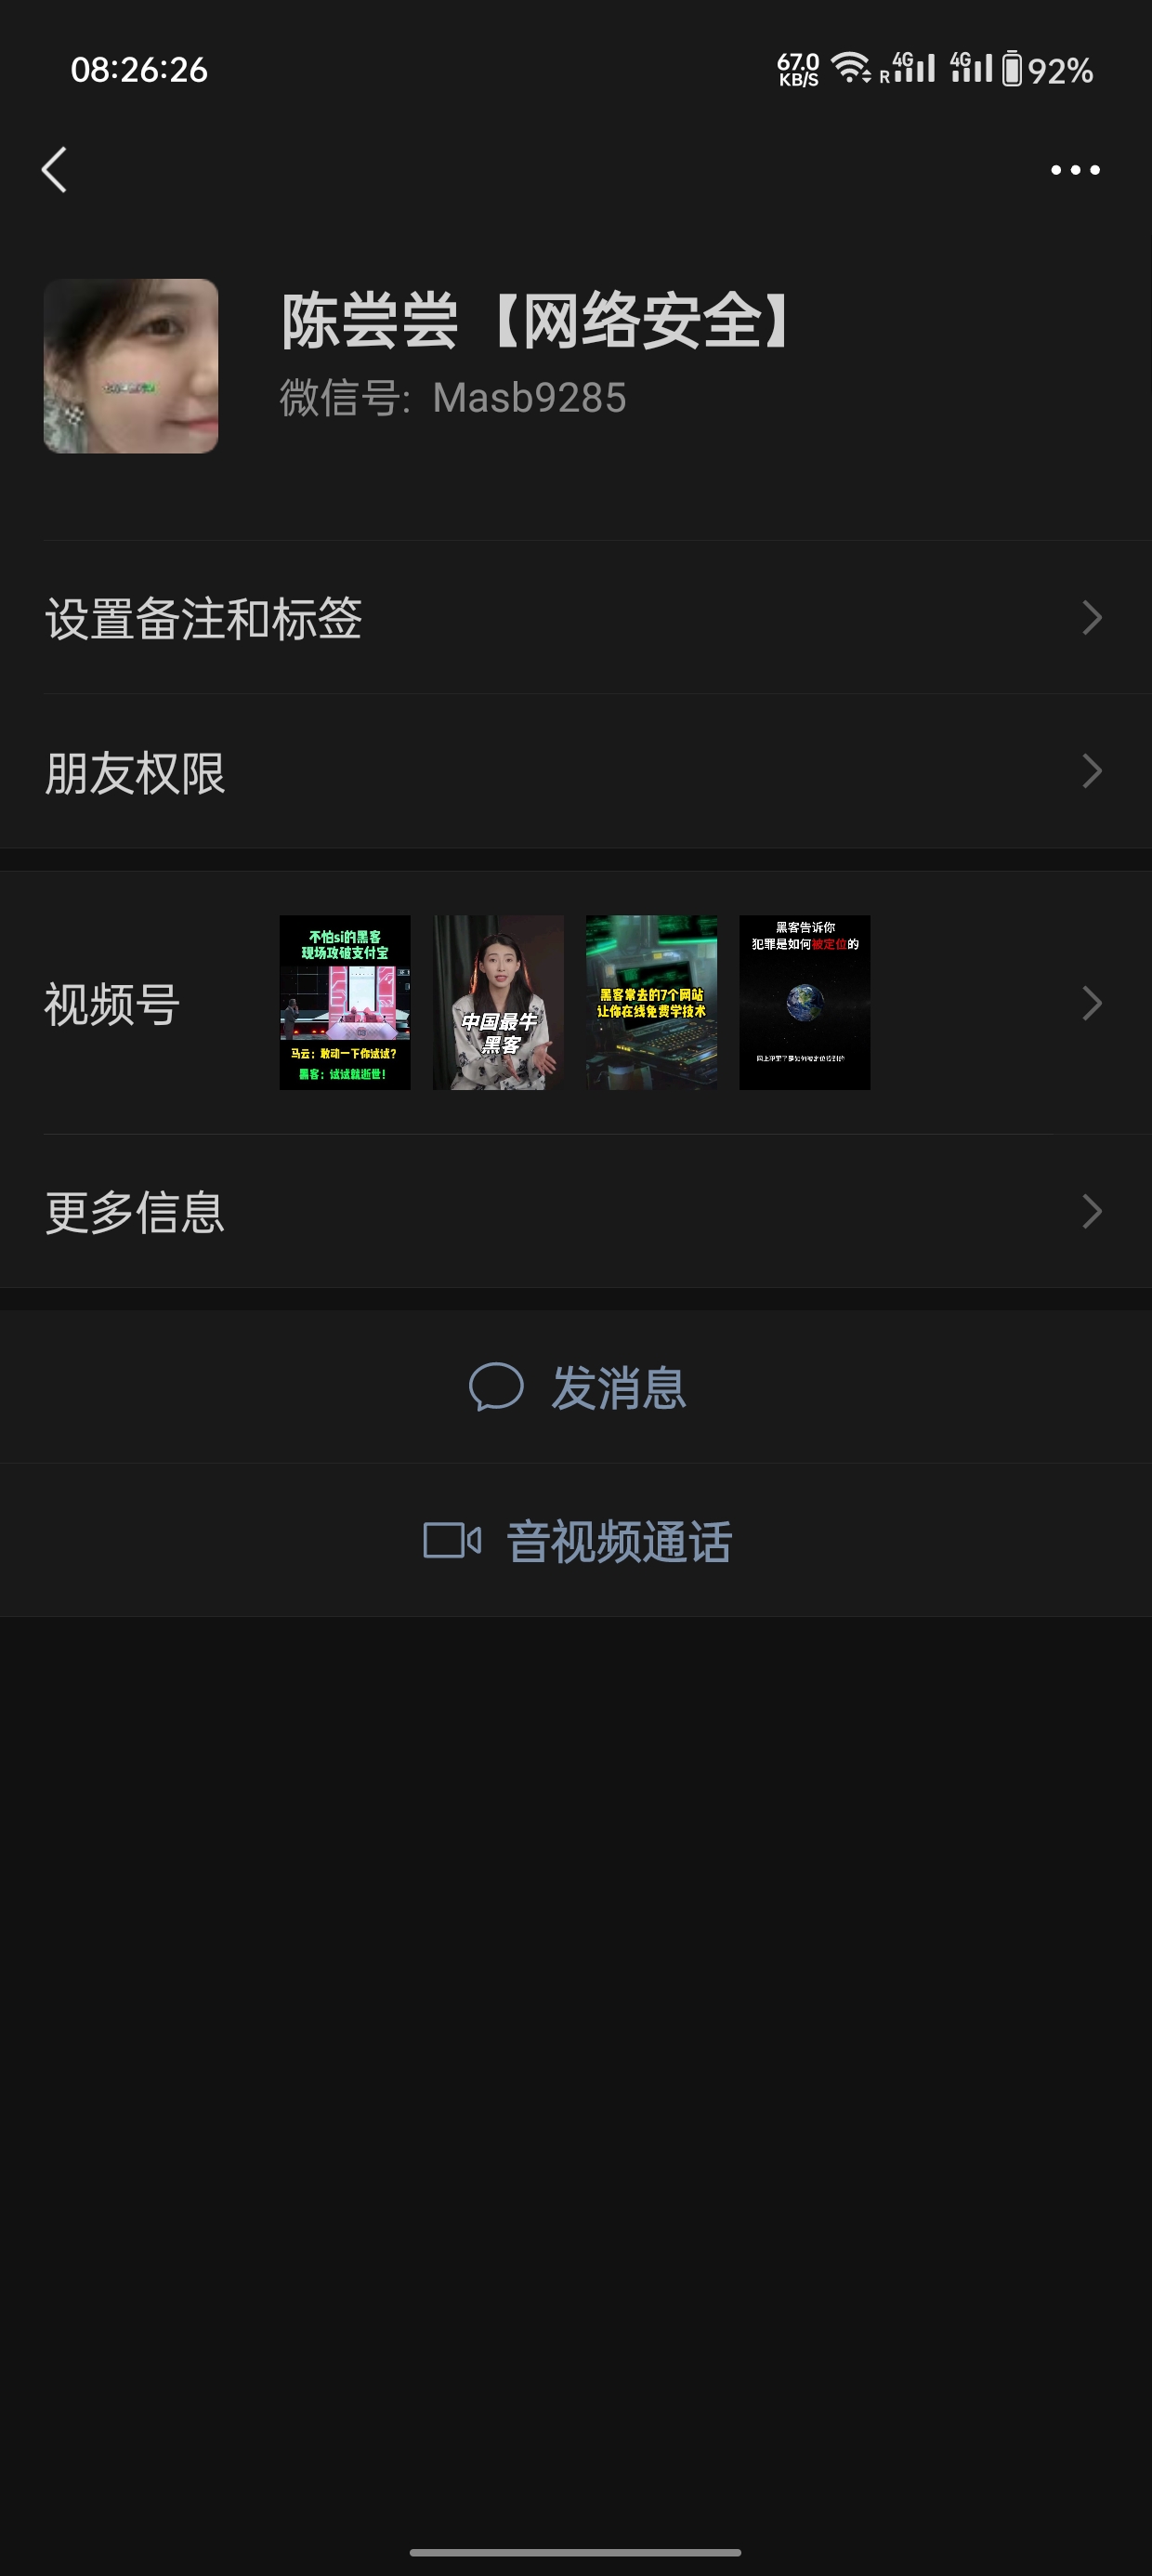 08:26:26
67.0
KB/S
R
4G
4G
92%
陈尝尝【网络安全】
微信号: Masb9285
设置备注和标签
朋友权限
视频号
不怕si的黑客
现场攻破支付宝
马云：敢动一下你试试?
黑客：试试就逝世!
中国最牛
黑客
黑客常去的7个网站
让你在线免费学技术
黑客告诉你
犯罪是如何被定位的
更多信息
发消息
音视频通话